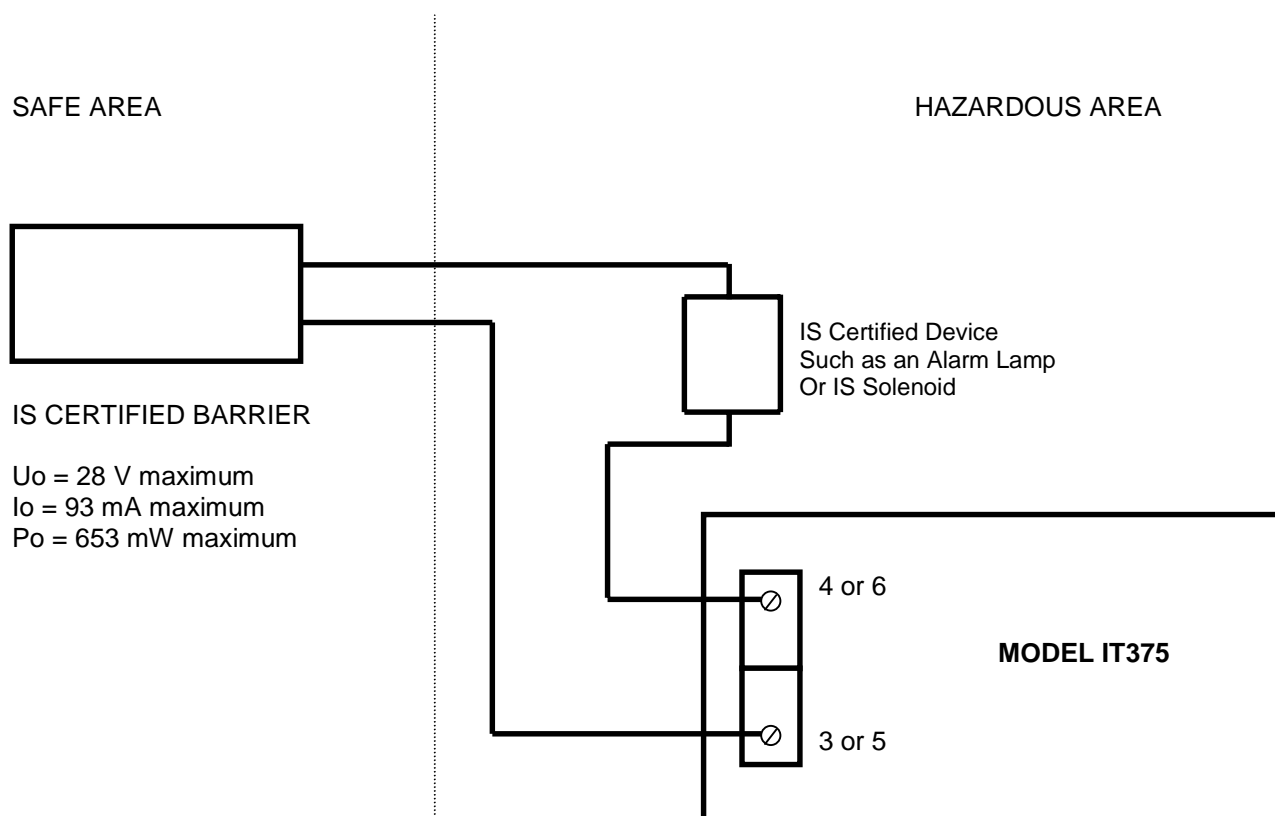 SAFE AREA
HAZARDOUS AREA
IS Certified Device
Such as an Alarm Lamp
Or IS Solenoid
IS CERTIFIED BARRIER
Uo = 28 V maximum
Io = 93 mA maximum
Po = 653 mW maximum
4 or 6
MODEL IT375
3 or 5